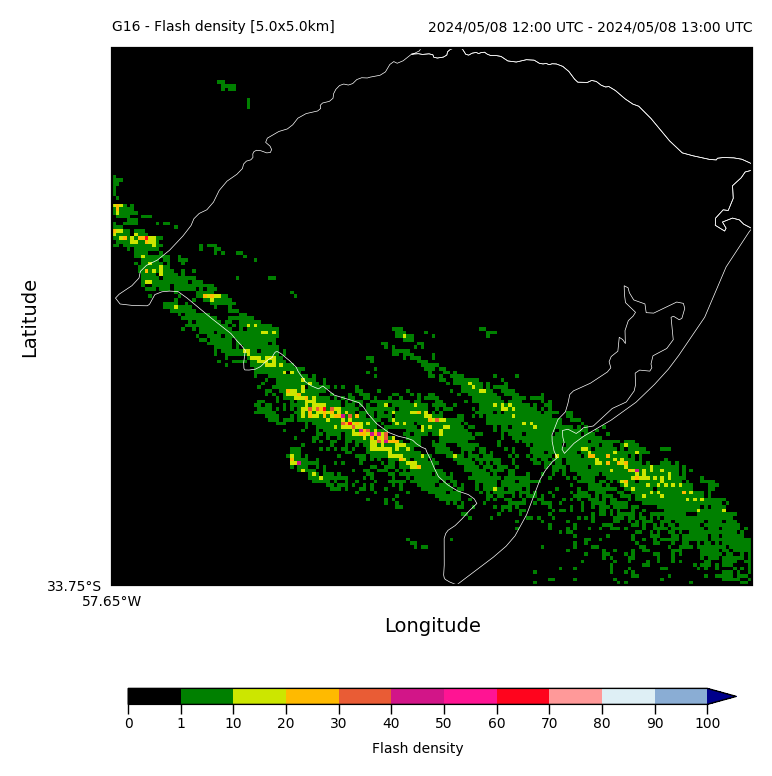 G16 - Flash density [5.0x5.0km] 2024/05/08 12:00 UTC - 2024/05/08 13:00 UTC
Latitude
33.75°S
57.65°W
Longitude
0 1 10 20 30 40 50 60 70 80 90 100
Flash density